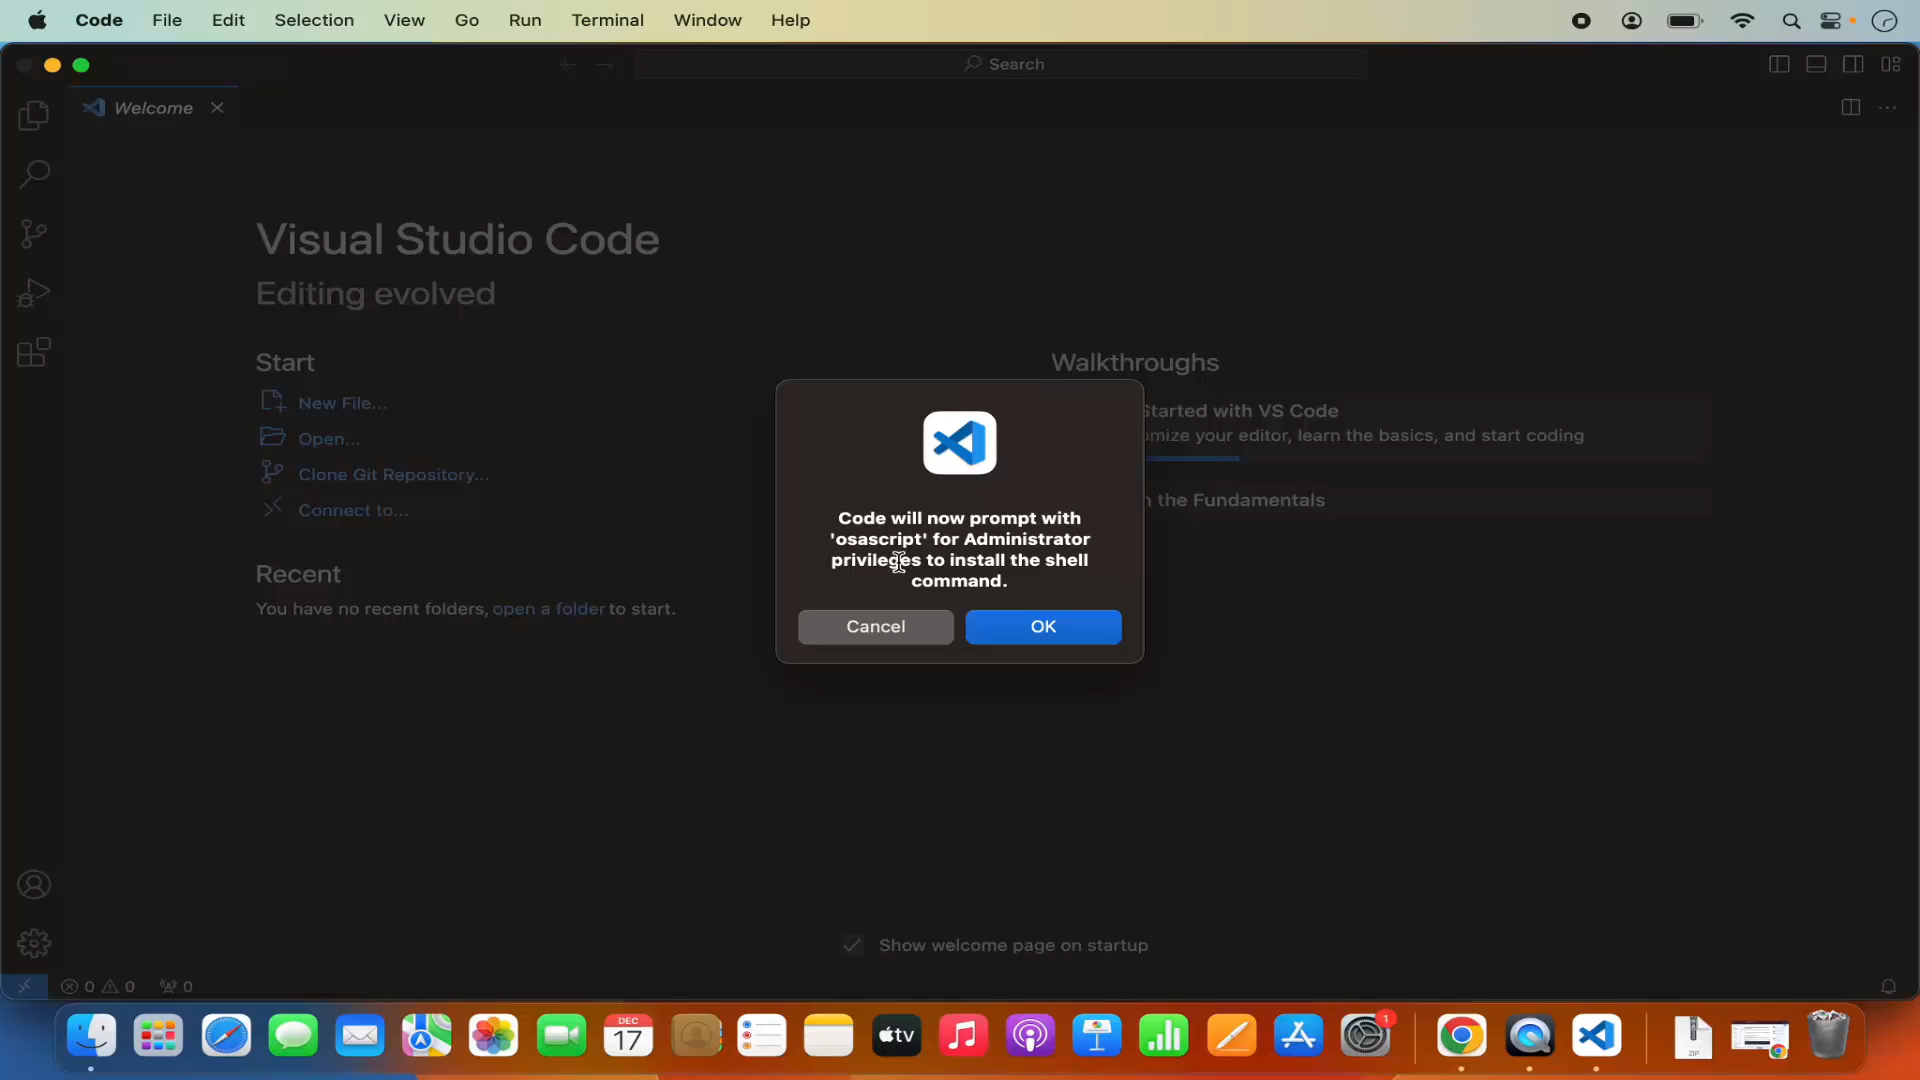 Code File Edit Selection View Go Run Terminal Window Help
Search
Welcome
Visual Studio Code
Editing evolved
Start
New File...
Open...
Clone Git Repository...
Connect to...
Recent
You have no recent folders, open a folder to start.
Walkthroughs
Started with VS Code
omize your editor, learn the basics, and start coding
the Fundamentals
Code will now prompt with
'osascript' for Administrator
privileges to install the shell
command.
Cancel OK
Show welcome page on startup
0 0 0
DEC
17
tv
1
ZIP